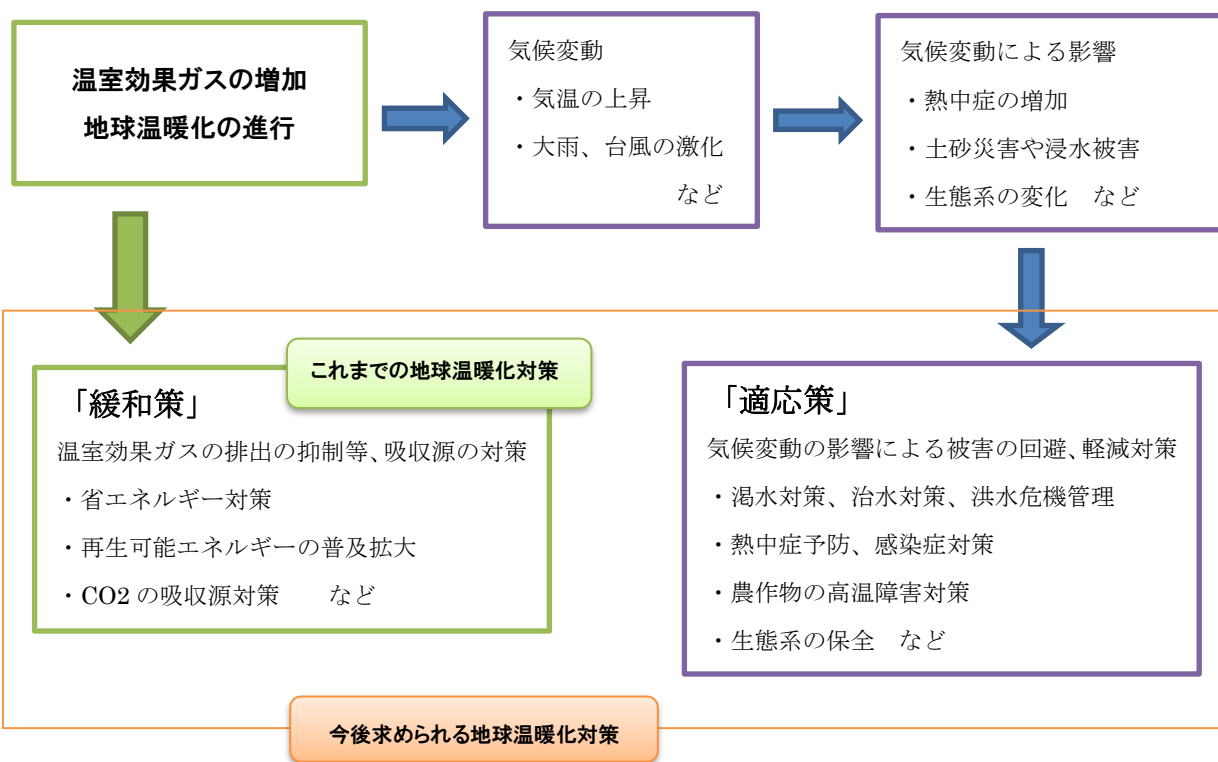 温室効果ガスの増加
地球温暖化の進行
気候変動
・気温の上昇
・大雨、台風の激化
など
気候変動による影響
・熱中症の増加
・土砂災害や浸水被害
・生態系の変化　など
これまでの地球温暖化対策
「緩和策」
温室効果ガスの排出の抑制等、吸収源の対策
・省エネルギー対策
・再生可能エネルギーの普及拡大
・CO2 の吸収源対策　　など
「適応策」
気候変動の影響による被害の回避、軽減対策
・渇水対策、治水対策、洪水危機管理
・熱中症予防、感染症対策
・農作物の高温障害対策
・生態系の保全　など
今後求められる地球温暖化対策